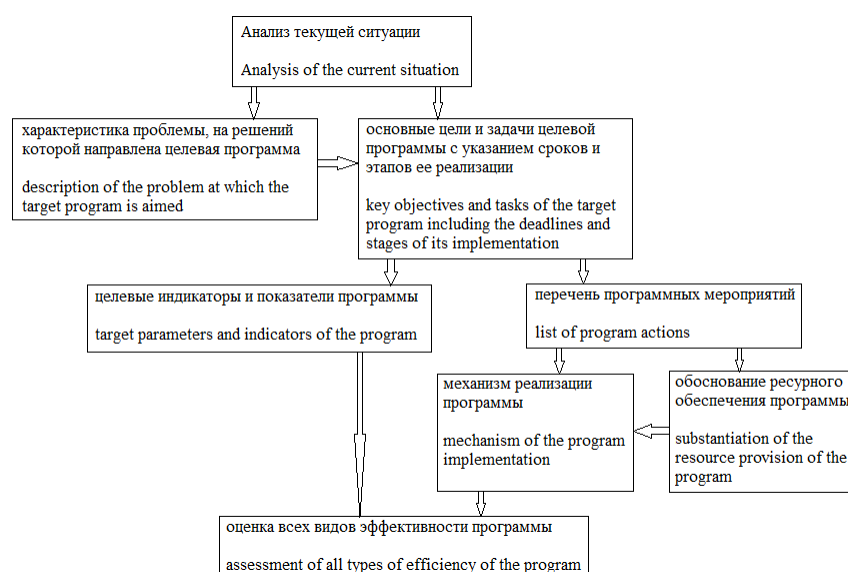 Анализ текущей ситуации
Analysis of the current situation
характеристика проблемы, на решений
которой направлена целевая программа
description of the problem at which the
target program is aimed
основные цели и задачи целевой
программы с указанием сроков и
этапов ее реализации
key objectives and tasks of the target
program including the deadlines and
stages of its implementation
целевые индикаторы и показатели программы
target parameters and indicators of the program
перечень программных мероприятий
list of program actions
механизм реализации
программы
mechanism of the program
implementation
обоснование ресурного
обеспечения программы
substantiation of the
resource provision of the
program
оценка всех видов эффективности программы
assessment of all types of efficiency of the program